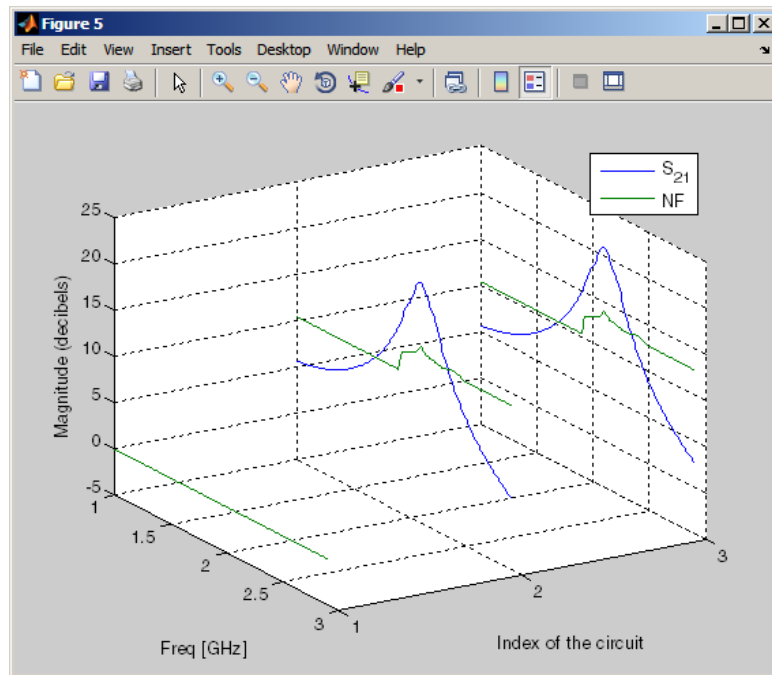 Figure 5
File Edit View Insert Tools Desktop Window Help
S21
NF
25
20
15
10
5
0
-5
Magnitude (decibels)
1
1.5
2
2.5
3
Freq [GHz]
1
2
3
Index of the circuit